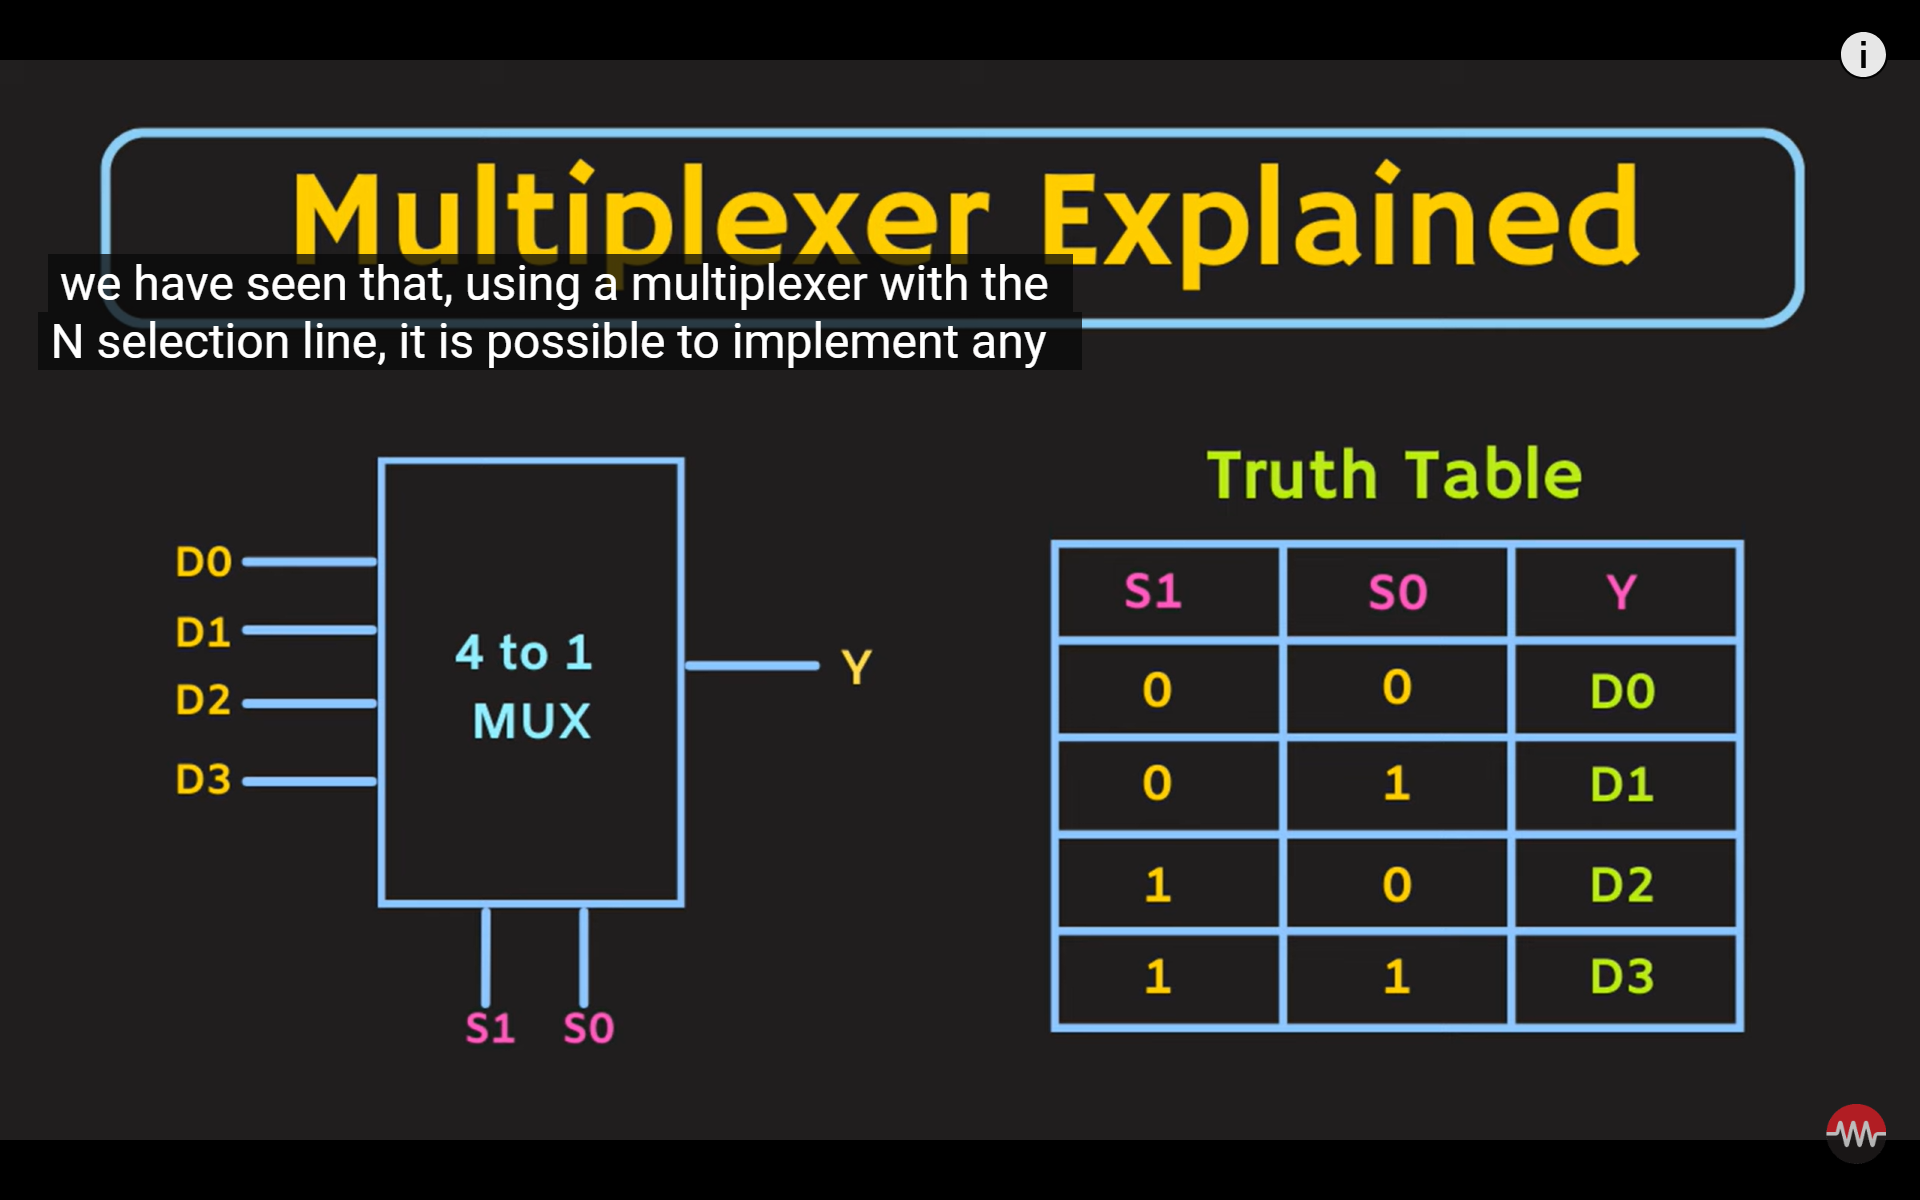 i
Multiplexer Explained
we have seen that, using a multiplexer with the
N selection line, it is possible to implement any
D0
D1
D2
D3
4 to 1
MUX
Y
S1 S0
Truth Table
S1 S0 Y
0 0 D0
0 1 D1
1 0 D2
1 1 D3